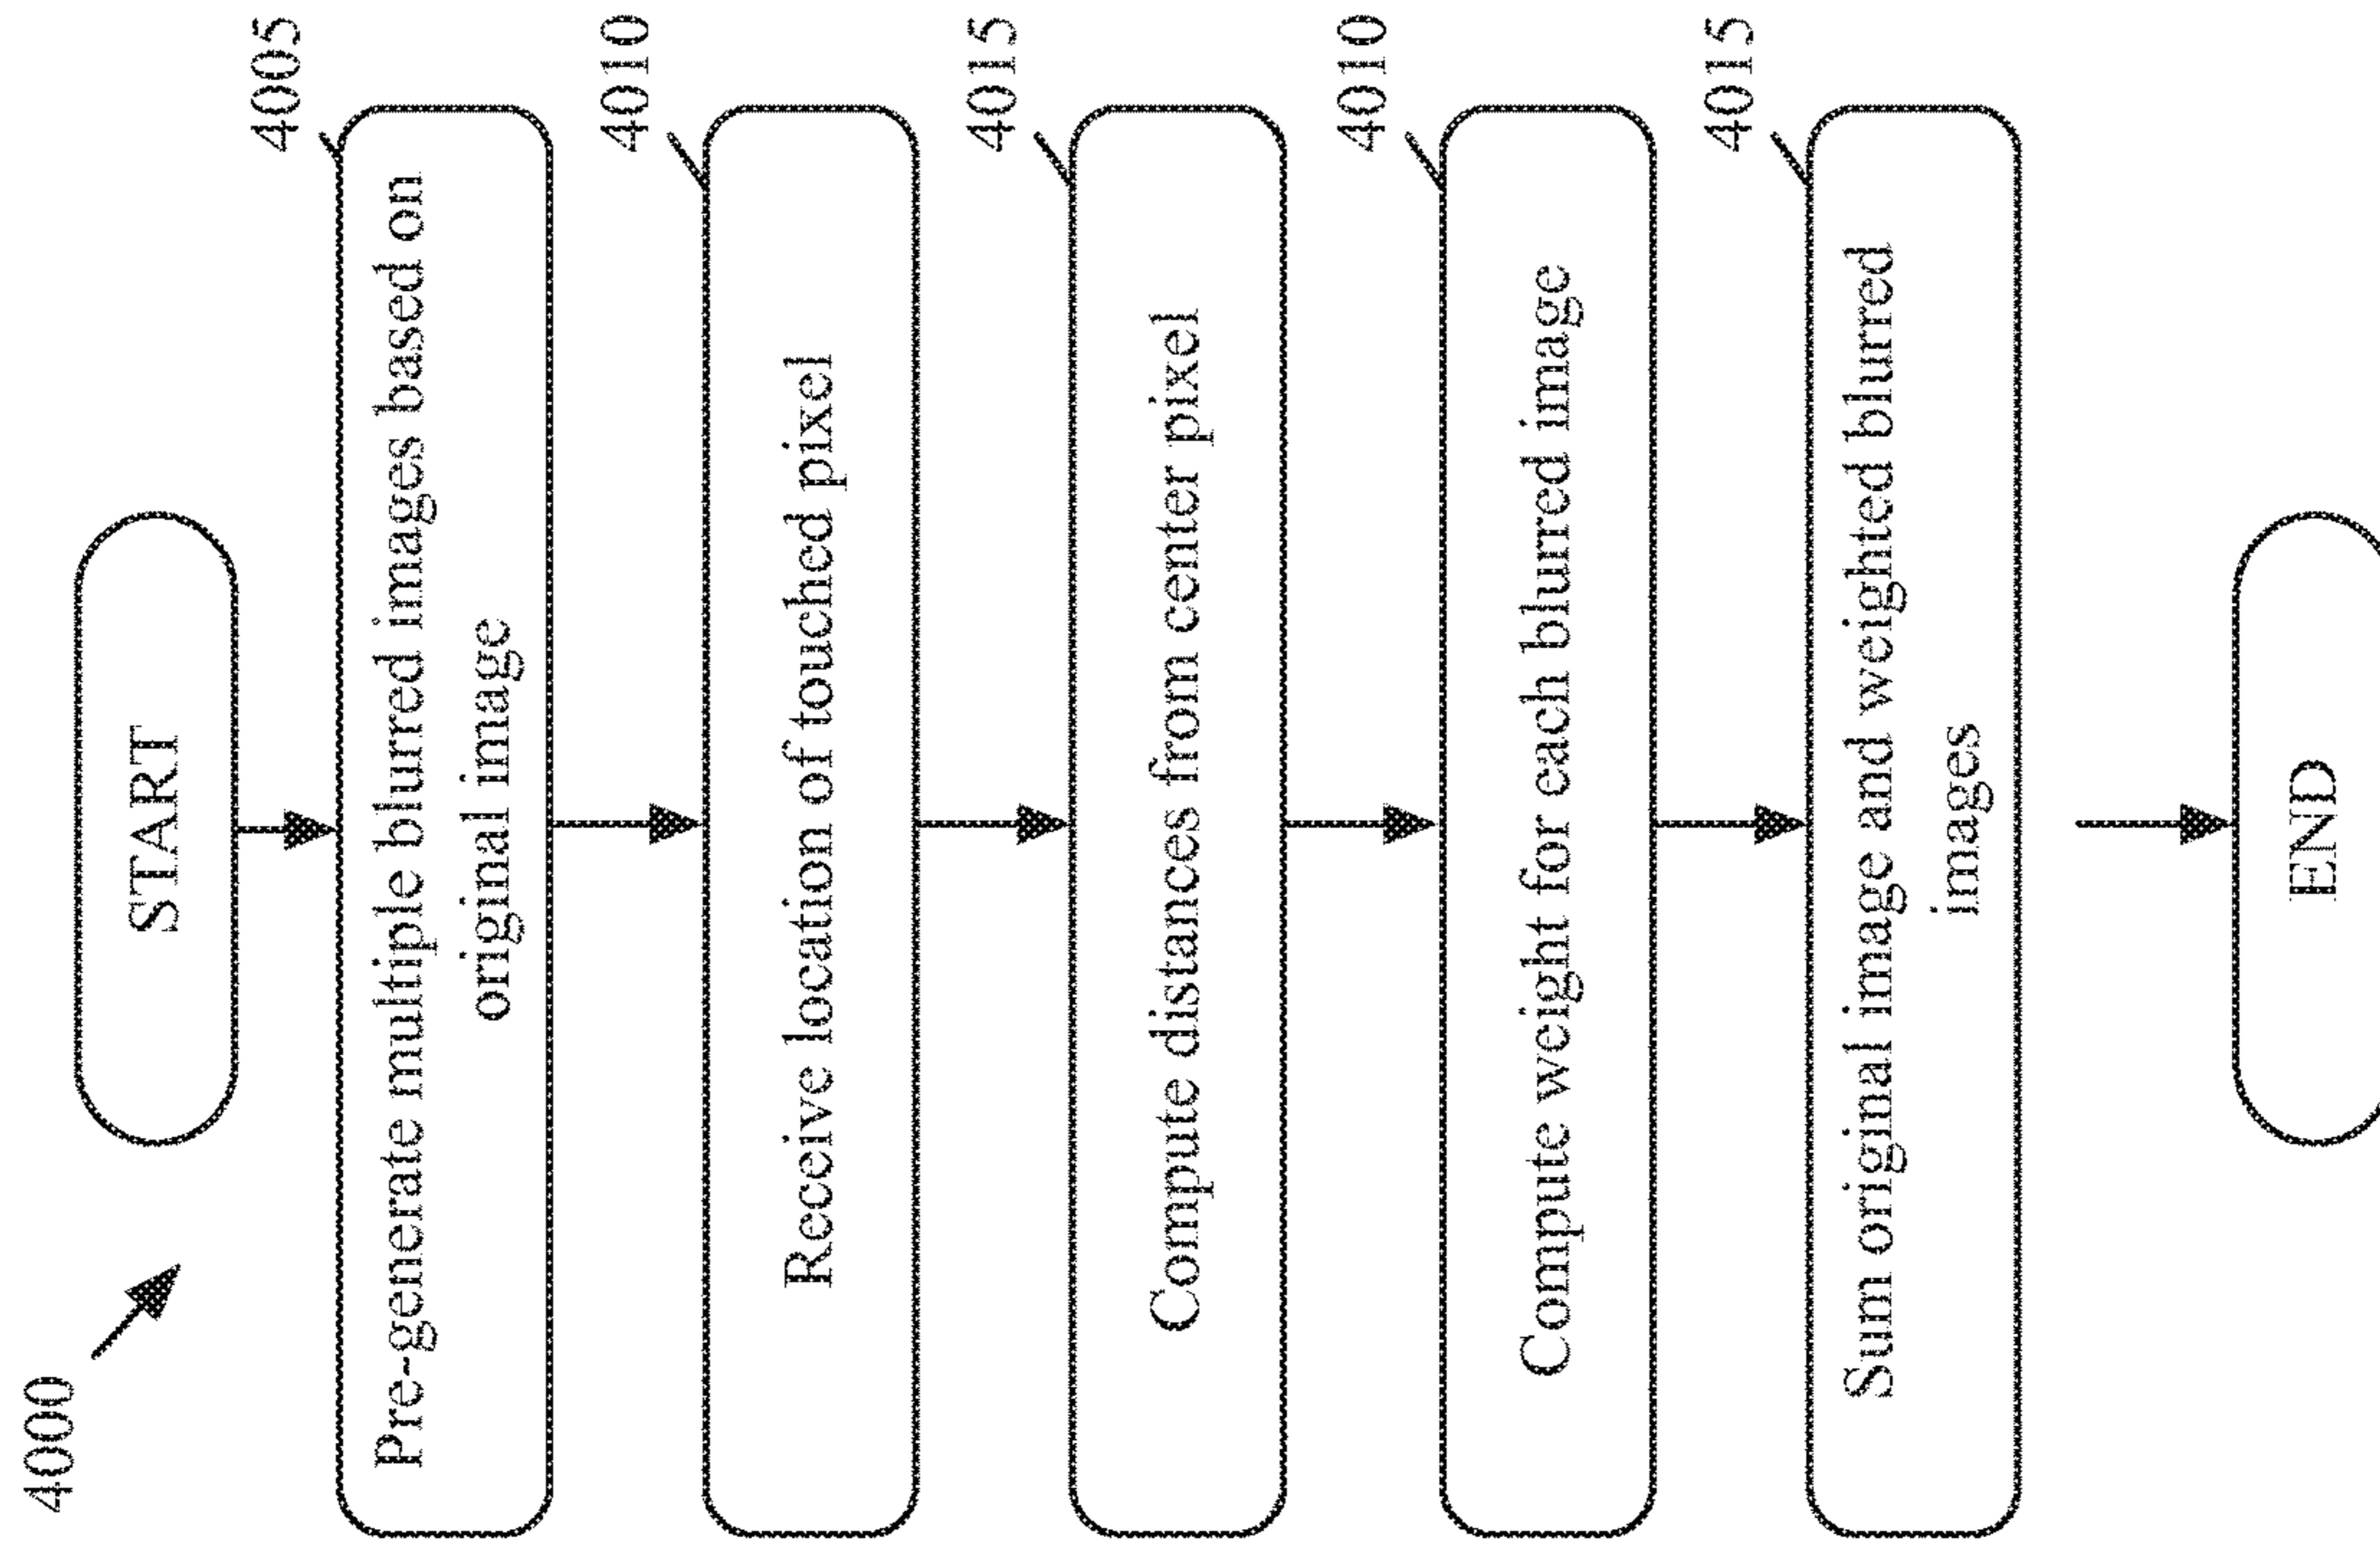 4000
START
4005
Pre-generate multiple blurred images based on
original image
4010
Receive location of touched pixel
4015
Compute distances from center pixel
4010
Compute weight for each blurred image
4015
Sum original image and weighted blurred
images
END